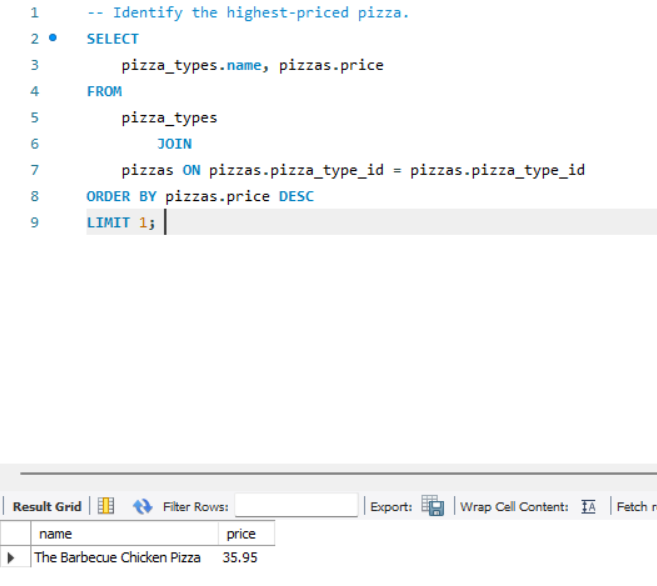 1 -- Identify the highest-priced pizza.
2 SELECT
3 pizza_types.name, pizzas.price
4 FROM
5 pizza_types
6 JOIN
7 pizzas ON pizzas.pizza_type_id = pizzas.pizza_type_id
8 ORDER BY pizzas.price DESC
9 LIMIT 1;
Result Grid Filter Rows: Export: Wrap Cell Content: Fetch
name price
The Barbecue Chicken Pizza 35.95